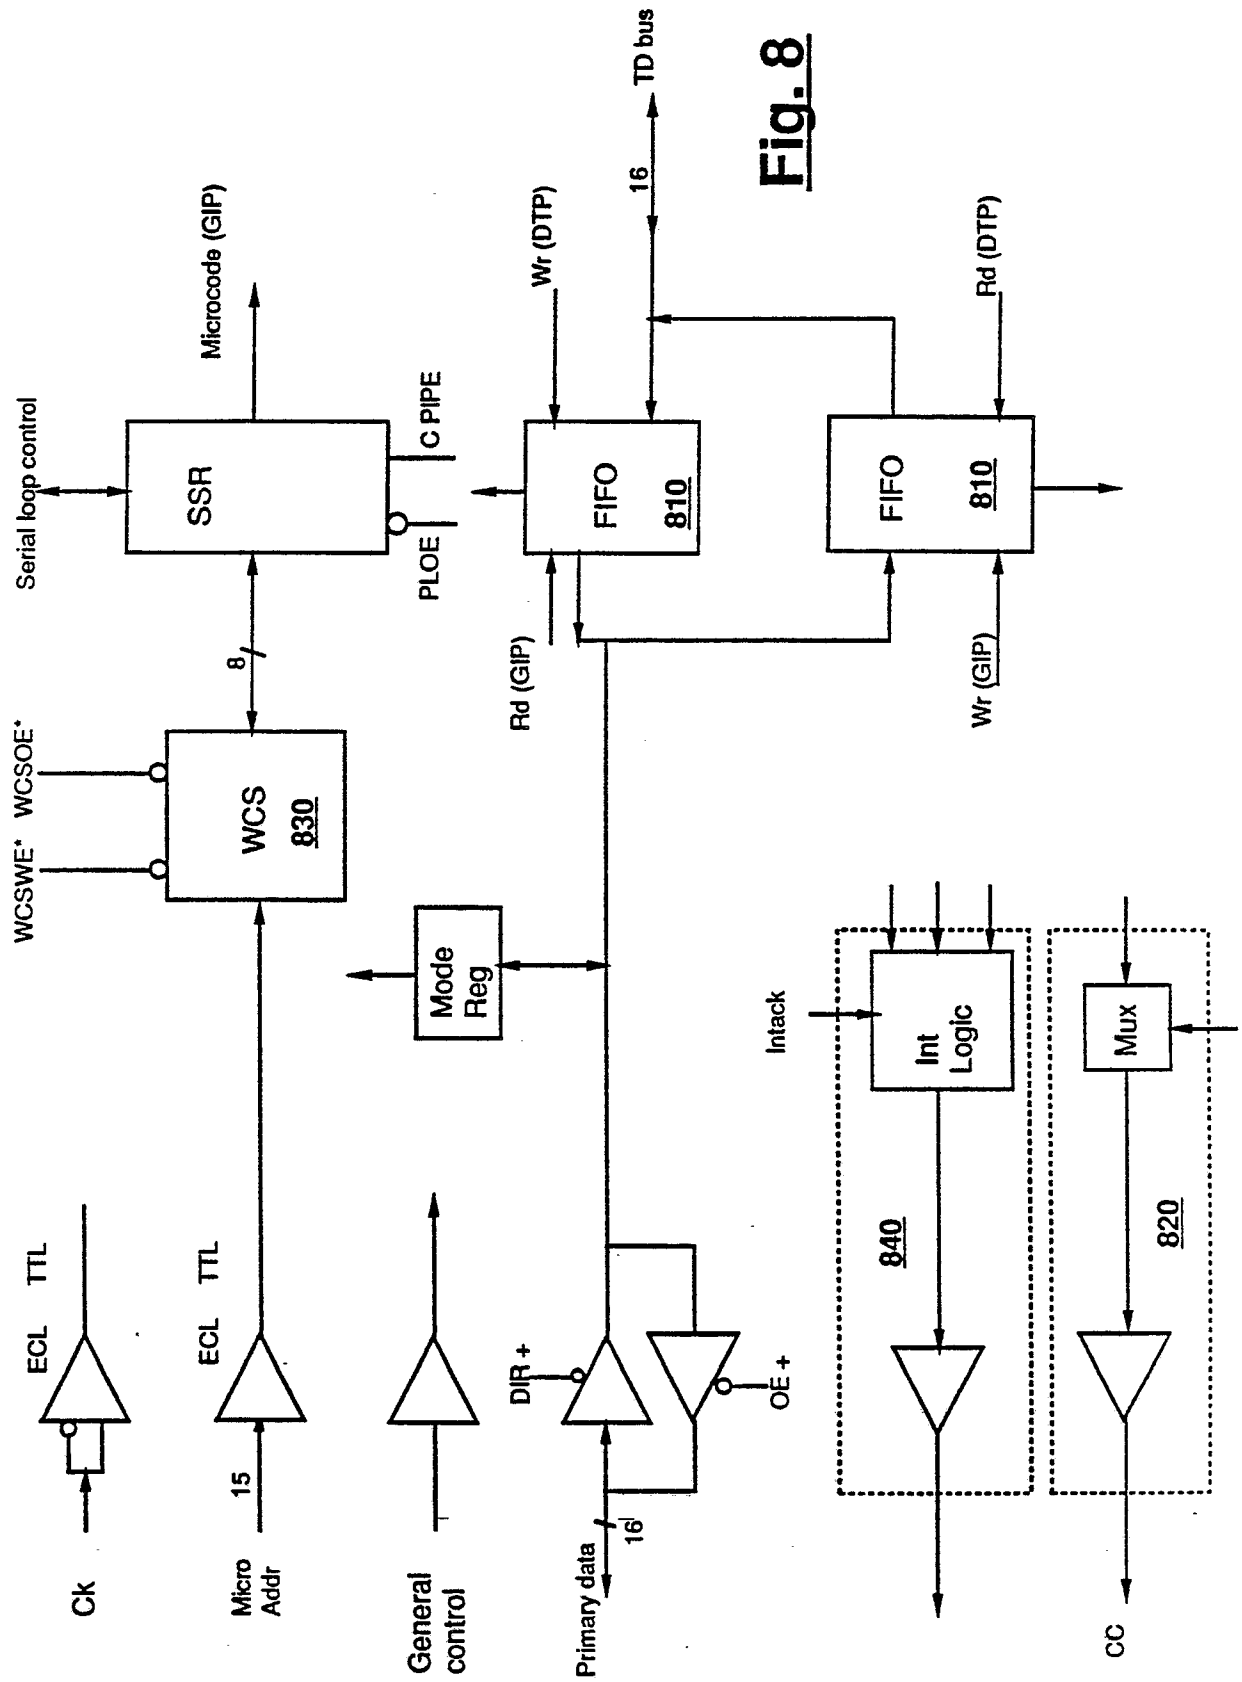 Ck
ECL TTL
Micro
Addr
15
ECL TTL
WCSWE*
WCSOE*
WCS
830
8
Serial loop control
SSR
Microcode (GIP)
PLOE
C PIPE
General
control
Mode
Reg
Primary data
16
DIR +
OE +
Rd (GIP)
FIFO
810
Wr (DTP)
16
TD bus
Wr (GIP)
FIFO
810
Rd (DTP)
Intack
Int
Logic
840
Mux
820
CC
Fig. 8